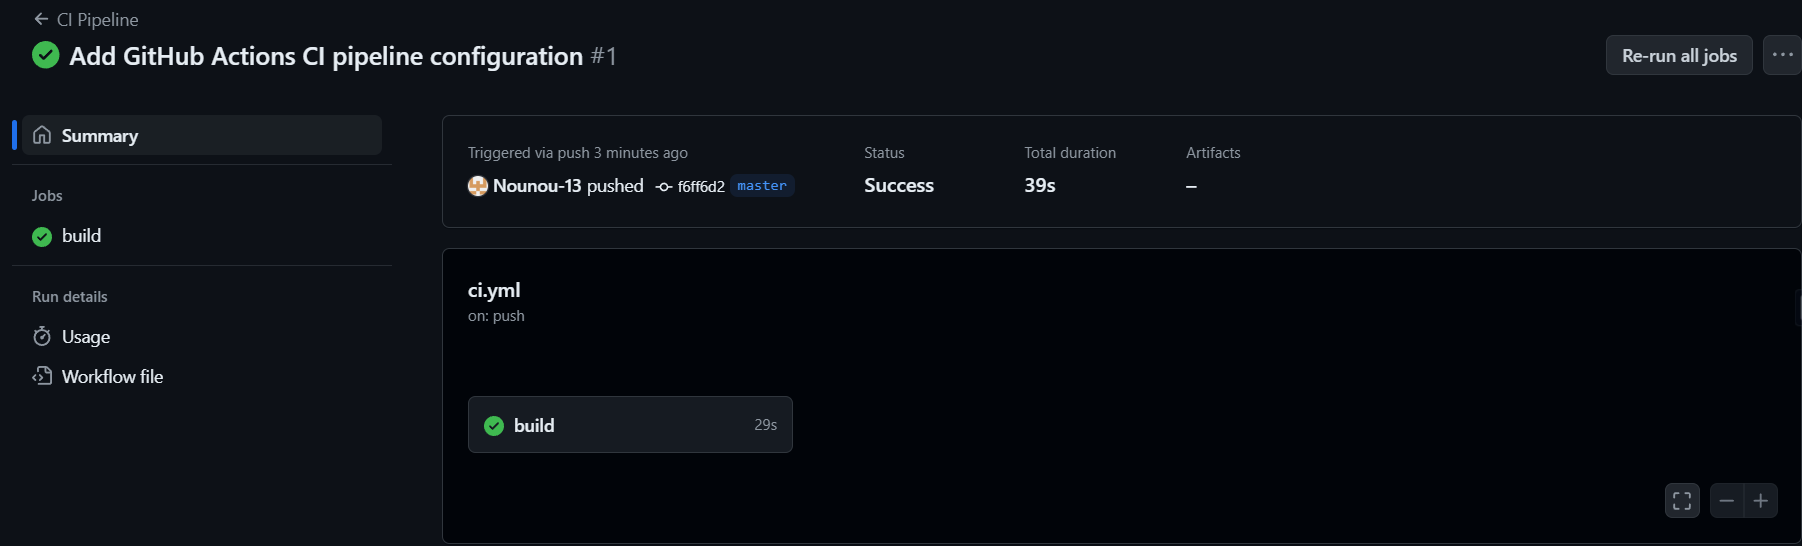 CI Pipeline
Add GitHub Actions CI pipeline configuration #1
Re-run all jobs
Summary
Jobs
build
Run details
Usage
Workflow file
Triggered via push 3 minutes ago
Nounou-13 pushed f6ff6d2 master
Status
Success
Total duration
39s
Artifacts
–
ci.yml
on: push
build 29s